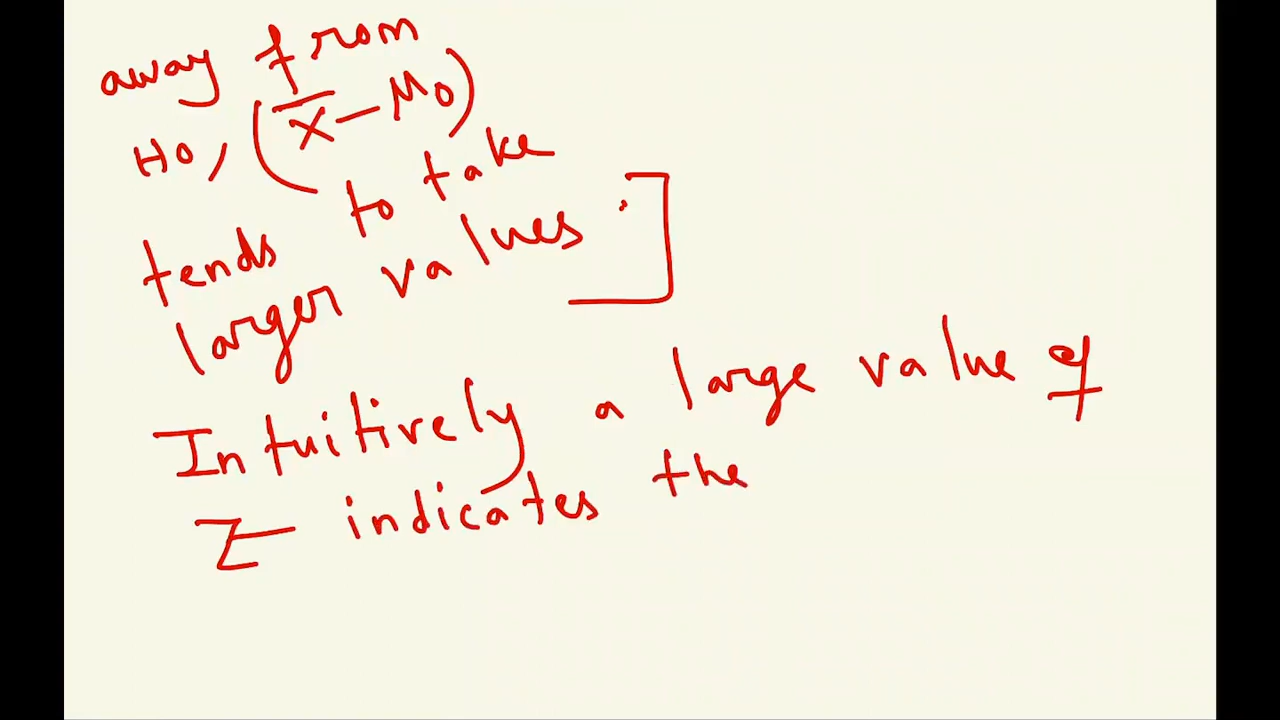 away from
H0, (X̅ - μ0)
tends to take
larger values.]
Intuitively a large value of
Z indicates the